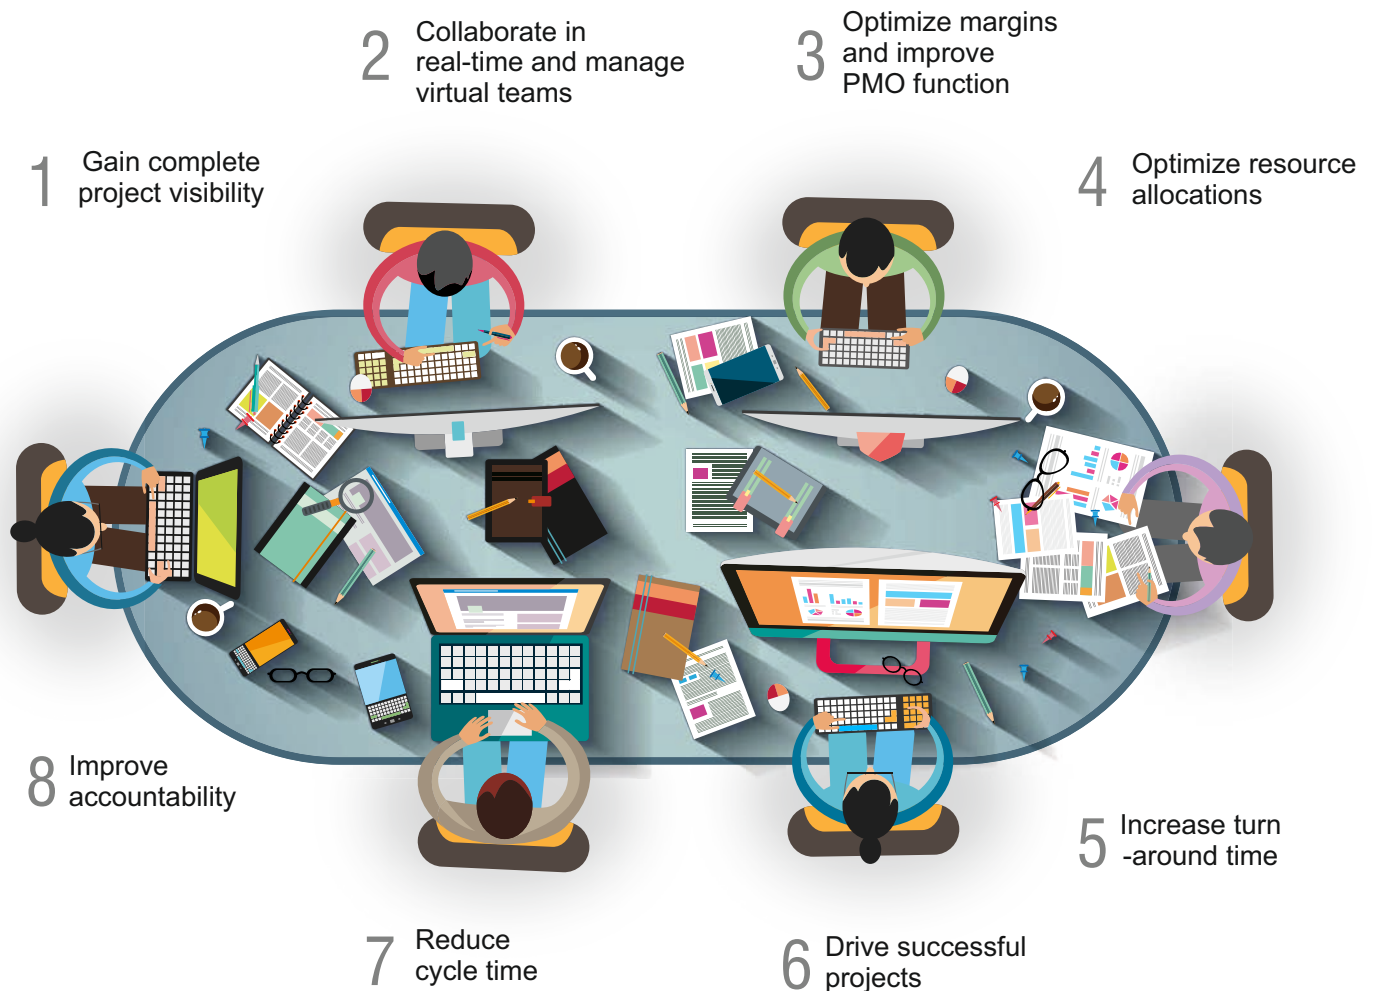 1
Gain complete
project visibility
2
Collaborate in
real-time and manage
virtual teams
3
Optimize margins
and improve
PMO function
4
Optimize resource
allocations
5
Increase turn
-around time
6
Drive successful
projects
7
Reduce
cycle time
8
Improve
accountability